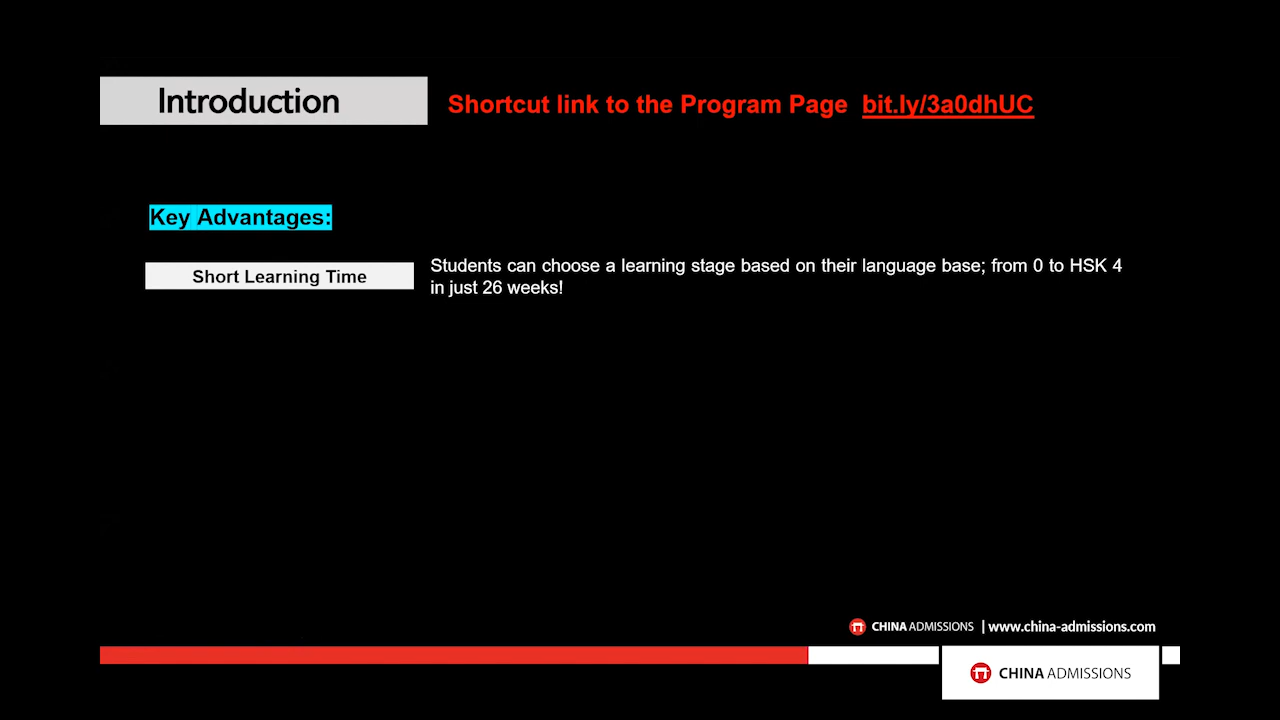 Introduction
Shortcut link to the Program Page bit.ly/3a0dhUC
Key Advantages:
Short Learning Time
Students can choose a learning stage based on their language base; from 0 to HSK 4
in just 26 weeks!
CHINA ADMISSIONS | www.china-admissions.com
CHINA ADMISSIONS